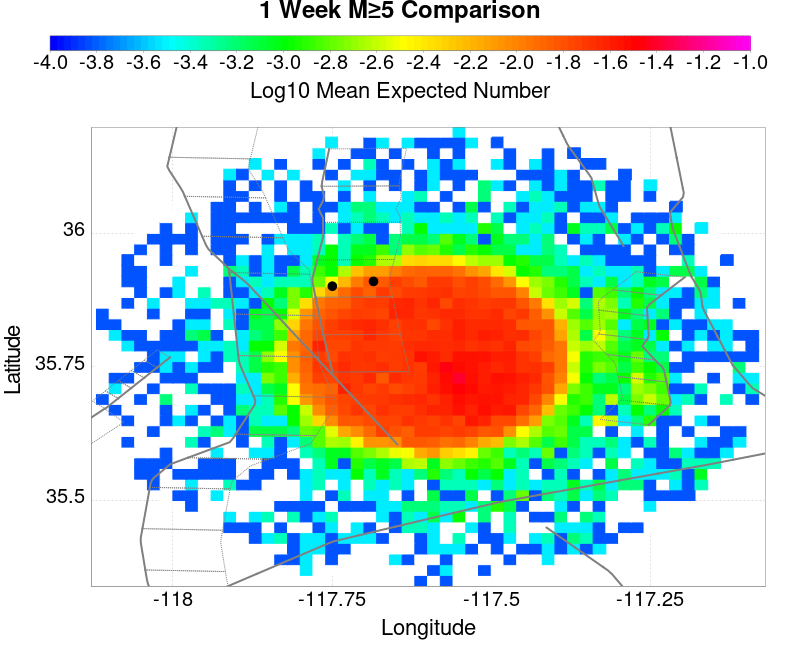 1 Week M≥5 Comparison
-4.0 -3.8 -3.6 -3.4 -3.2 -3.0 -2.8 -2.6 -2.4 -2.2 -2.0 -1.8 -1.6 -1.4 -1.2 -1.0
Log10 Mean Expected Number
36
35.75
35.5
Latitude
-118 -117.75 -117.5 -117.25
Longitude